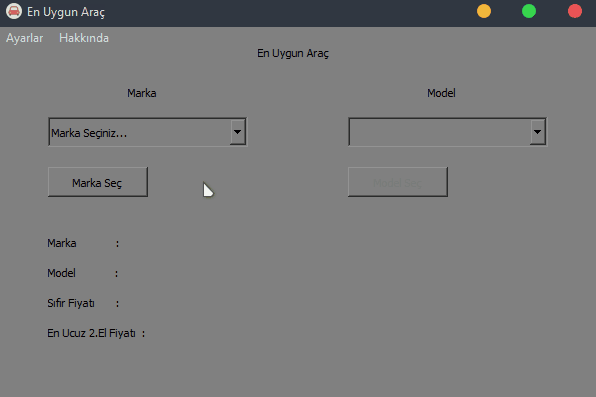 En Uygun Araç
Ayarlar Hakkında
En Uygun Araç
Marka Model
Marka Seçiniz...
Marka Seç
Marka :
Model :
Sıfır Fiyatı :
En Ucuz 2.El Fiyatı :